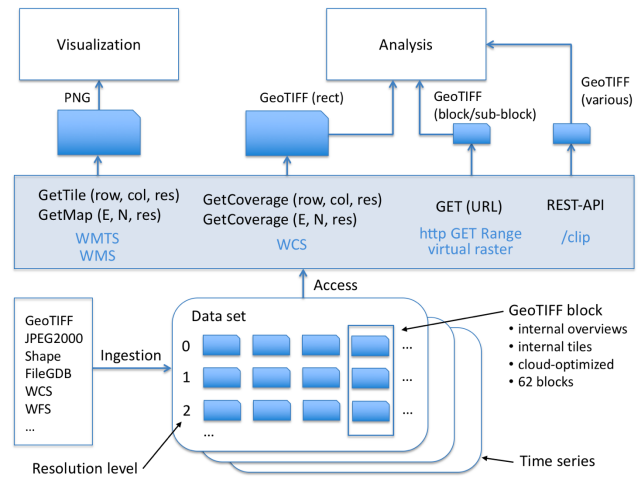 Visualization
Analysis
PNG
GeoTIFF (rect)
GeoTIFF
(block/sub-block)
GeoTIFF
(various)
GetTile (row, col, res)
GetMap (E, N, res)
WMTS
WMS
GetCoverage (row, col, res)
GetCoverage (E, N, res)
WCS
GET (URL)
http GET Range
virtual raster
REST-API
/clip
Access
GeoTIFF
JPEG2000
Shape
FileGDB
WCS
WFS
...
Ingestion
Data set
0
...
1
...
2
...
...
GeoTIFF block
• internal overviews
• internal tiles
• cloud-optimized
• 62 blocks
Resolution level
Time series